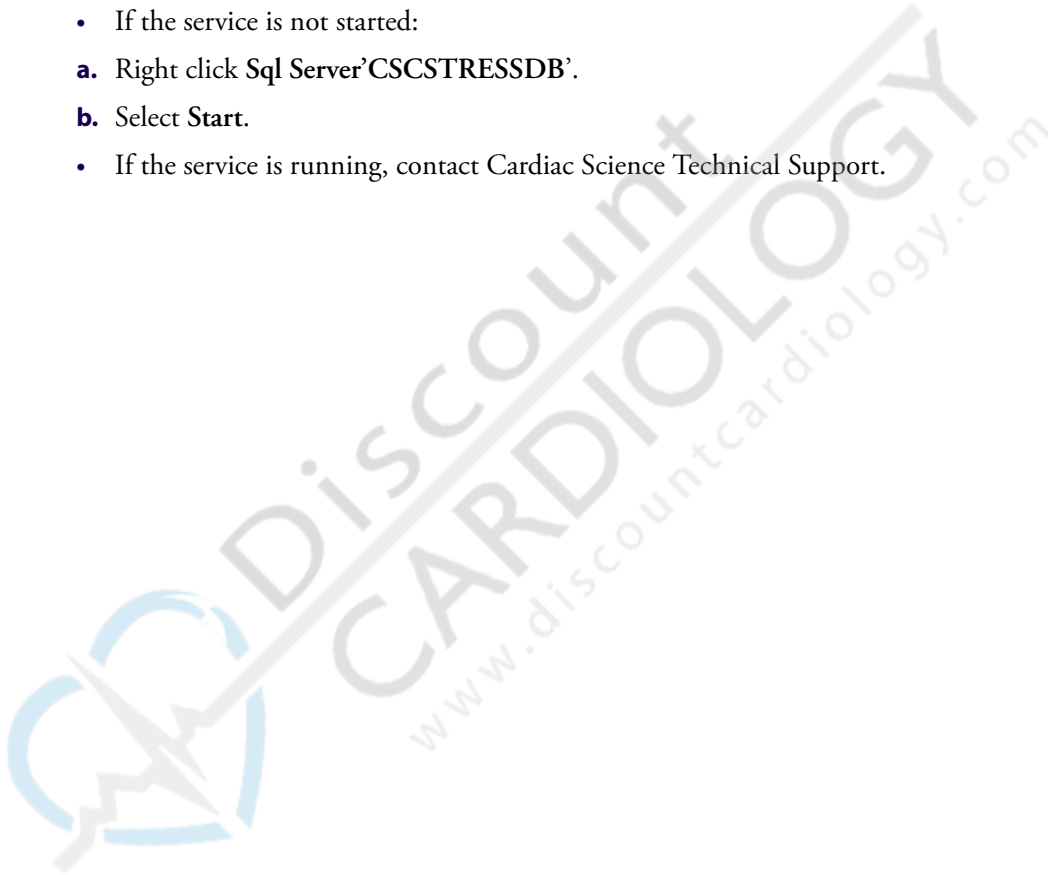 • If the service is not started:
a. Right click Sql Server’CSCSTRESSDB’.
b. Select Start.
• If the service is running, contact Cardiac Science Technical Support.
Discount
CARDIOLOGY
www.discountcardiology.com